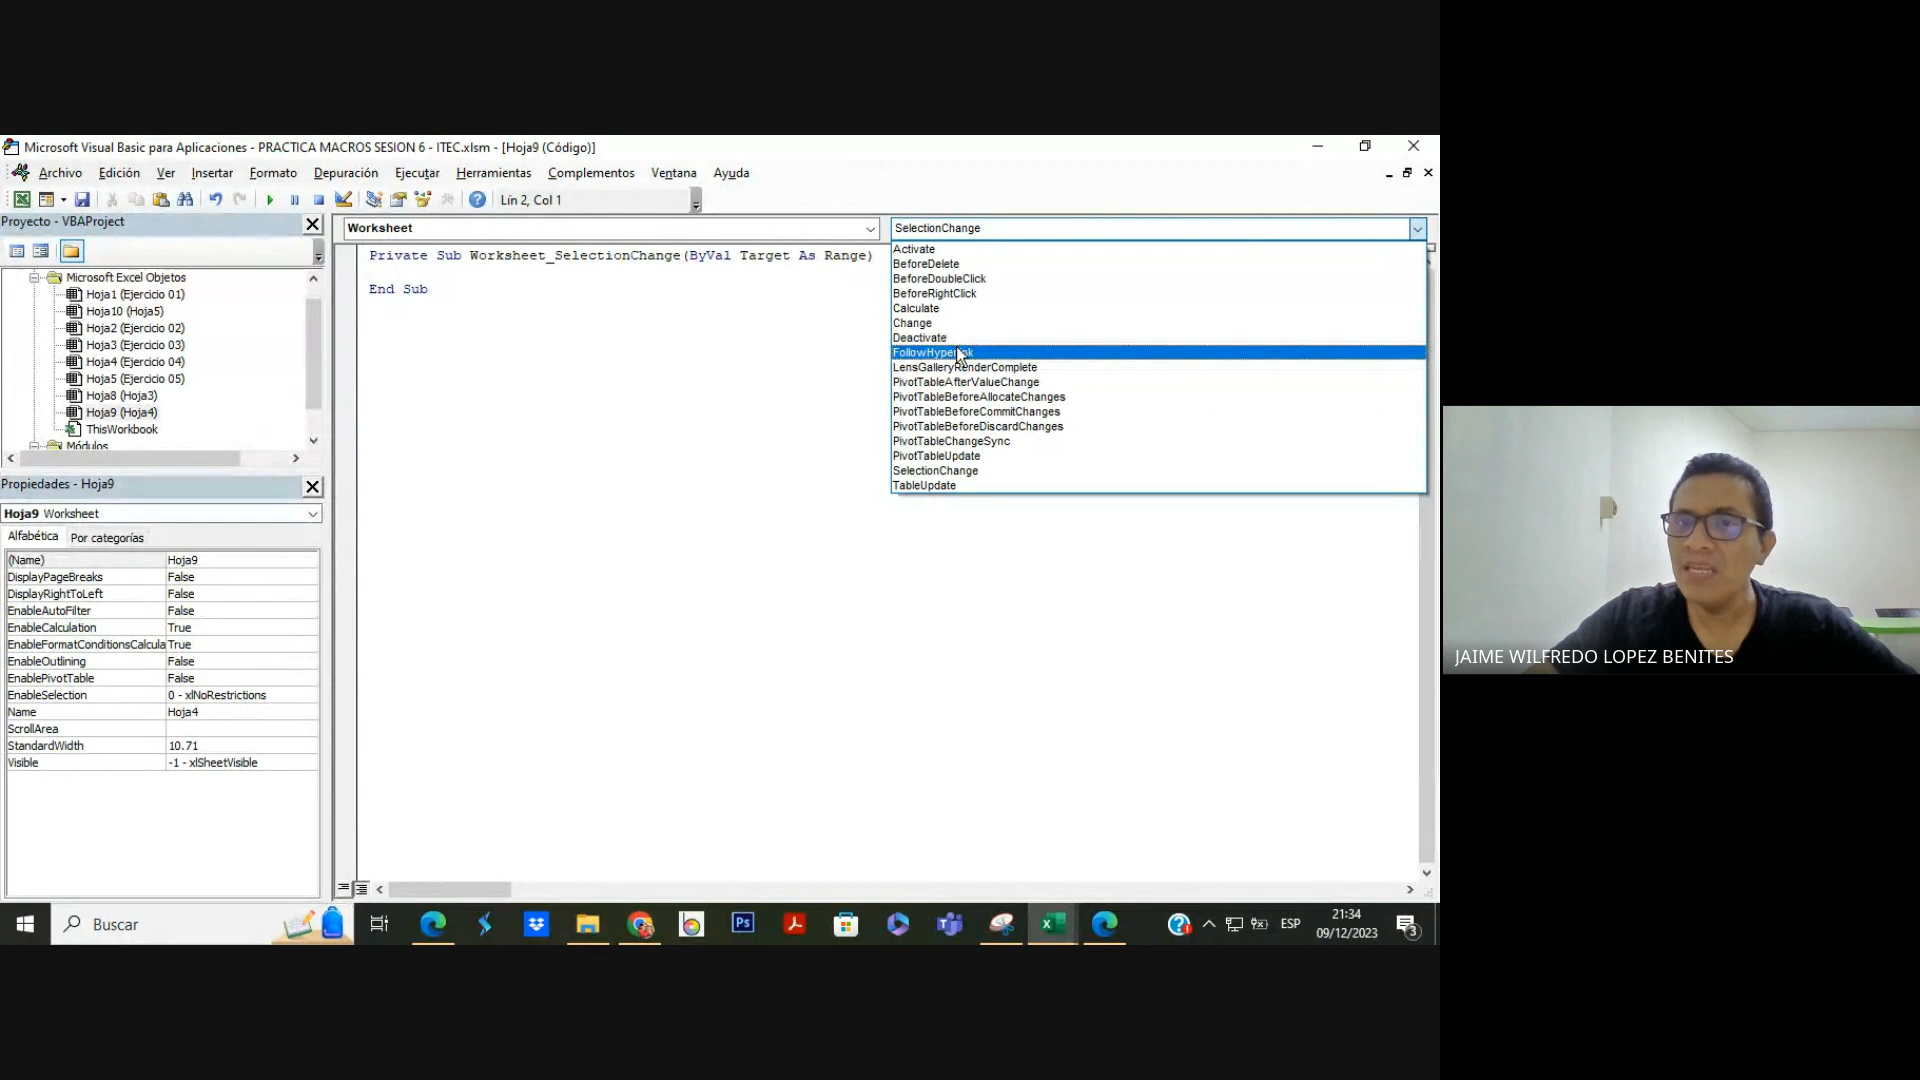 Microsoft Visual Basic para Aplicaciones - PRACTICA MACROS SESION 6 - ITEC.xlsm - [Hoja9 (Código)]
Archivo Edición Ver Insertar Formato Depuración Ejecutar Herramientas Complementos Ventana Ayuda
Lín 2, Col 1
Proyecto - VBAProject
Microsoft Excel Objetos
Hoja1 (Ejercicio 01)
Hoja10 (Hoja5)
Hoja2 (Ejercicio 02)
Hoja3 (Ejercicio 03)
Hoja4 (Ejercicio 04)
Hoja5 (Ejercicio 05)
Hoja8 (Hoja3)
Hoja9 (Hoja4)
ThisWorkbook
Módulos
Propiedades - Hoja9
Hoja9 Worksheet
Alfabética Por categorías
(Name) Hoja9
DisplayPageBreaks False
DisplayRightToLeft False
EnableAutoFilter False
EnableCalculation True
EnableFormatConditionsCalcula True
EnableOutlining False
EnablePivotTable False
EnableSelection 0 - xlNoRestrictions
Name Hoja4
ScrollArea
StandardWidth 10.71
Visible -1 - xlSheetVisible
Worksheet
SelectionChange
Private Sub Worksheet_SelectionChange(ByVal Target As Range)
End Sub
Activate
BeforeDelete
BeforeDoubleClick
BeforeRightClick
Calculate
Change
Deactivate
FollowHyperlink
LensGalleryRenderComplete
PivotTableAfterValueChange
PivotTableBeforeAllocateChanges
PivotTableBeforeCommitChanges
PivotTableBeforeDiscardChanges
PivotTableChangeSync
PivotTableUpdate
SelectionChange
TableUpdate
JAIME WILFREDO LOPEZ BENITES
Buscar
Ps
ESP
21:34
09/12/2023
3